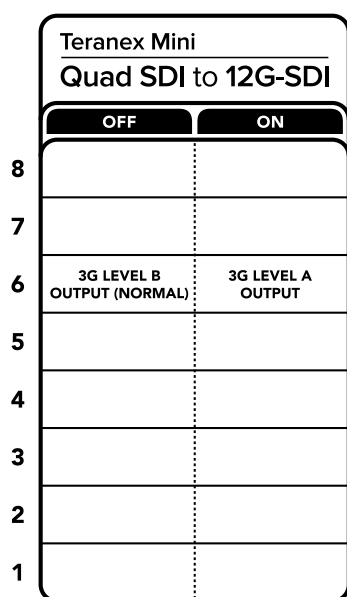 Teranex Mini
Quad SDI to 12G-SDI
OFF ON
8
7
6 3G LEVEL B OUTPUT (NORMAL) 3G LEVEL A OUTPUT
5
4
3
2
1